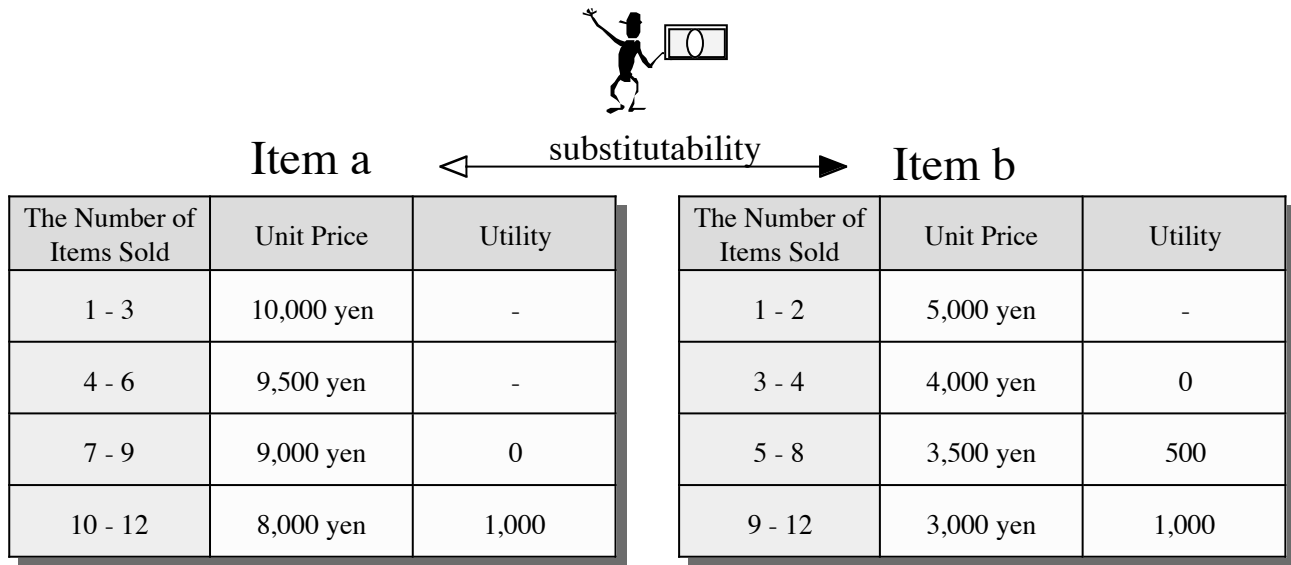 substitutability
Item a
Item b
The Number of
Items Sold
Unit Price
Utility
1 - 3
10,000 yen
-
4 - 6
9,500 yen
-
7 - 9
9,000 yen
0
10 - 12
8,000 yen
1,000
The Number of
Items Sold
Unit Price
Utility
1 - 2
5,000 yen
-
3 - 4
4,000 yen
0
5 - 8
3,500 yen
500
9 - 12
3,000 yen
1,000